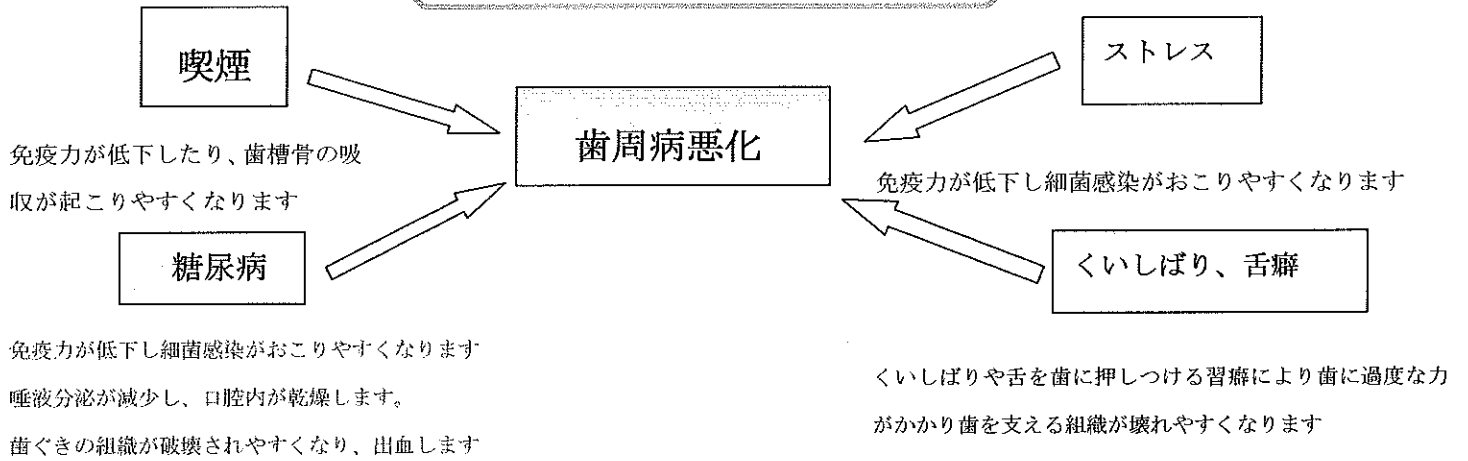 喫煙
免疫力が低下したり、歯槽骨の吸
収が起こりやすくなります
糖尿病
免疫力が低下し細菌感染がおこりやすくなります
唾液分泌が減少し、口腔内が乾燥します。
歯ぐきの組織が破壊されやすくなり、出血します
歯周病悪化
ストレス
免疫力が低下し細菌感染がおこりやすくなります
くいしばり、舌癖
くいしばりや舌を歯に押しつける習癖により歯に過度な力
がかかり歯を支える組織が壊れやすくなります